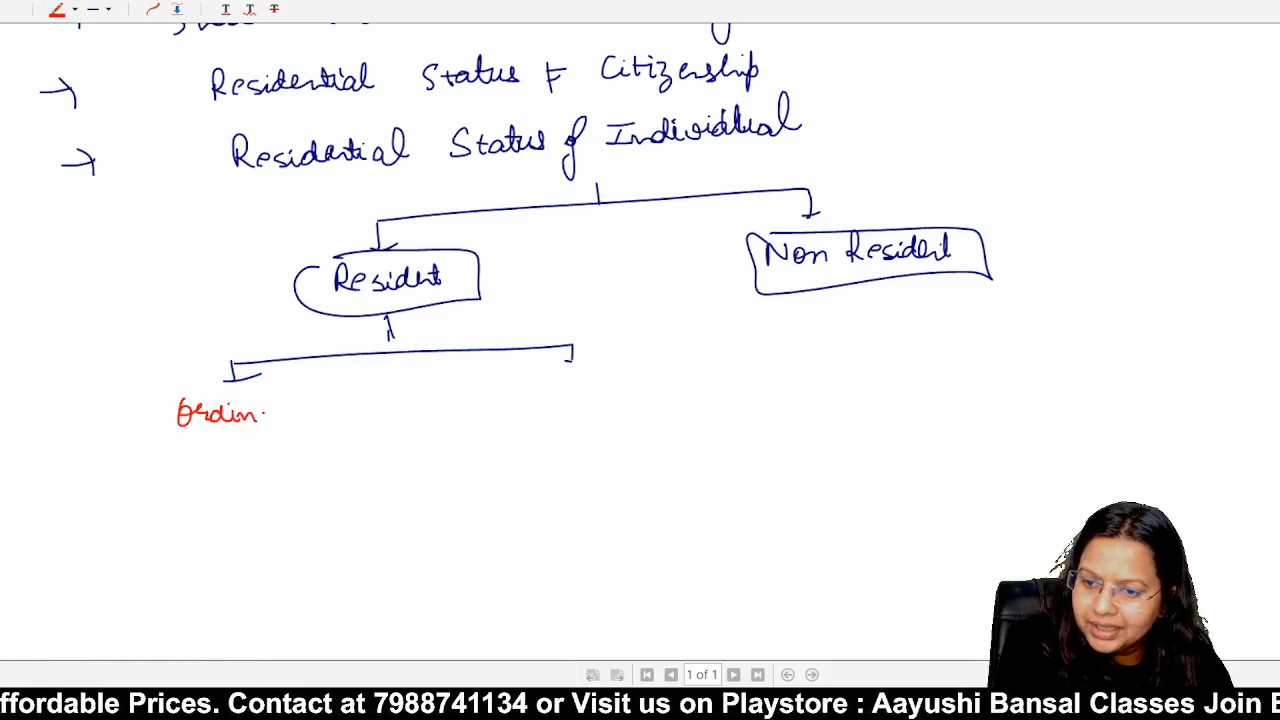 Residential Status ≠ Citizenship
Residential Status of Individual
Resident
Non Resident
Ordin
1 of 1
ffordable Prices. Contact at 7988741134 or Visit us on Playstore : Aayushi Bansal Classes Join